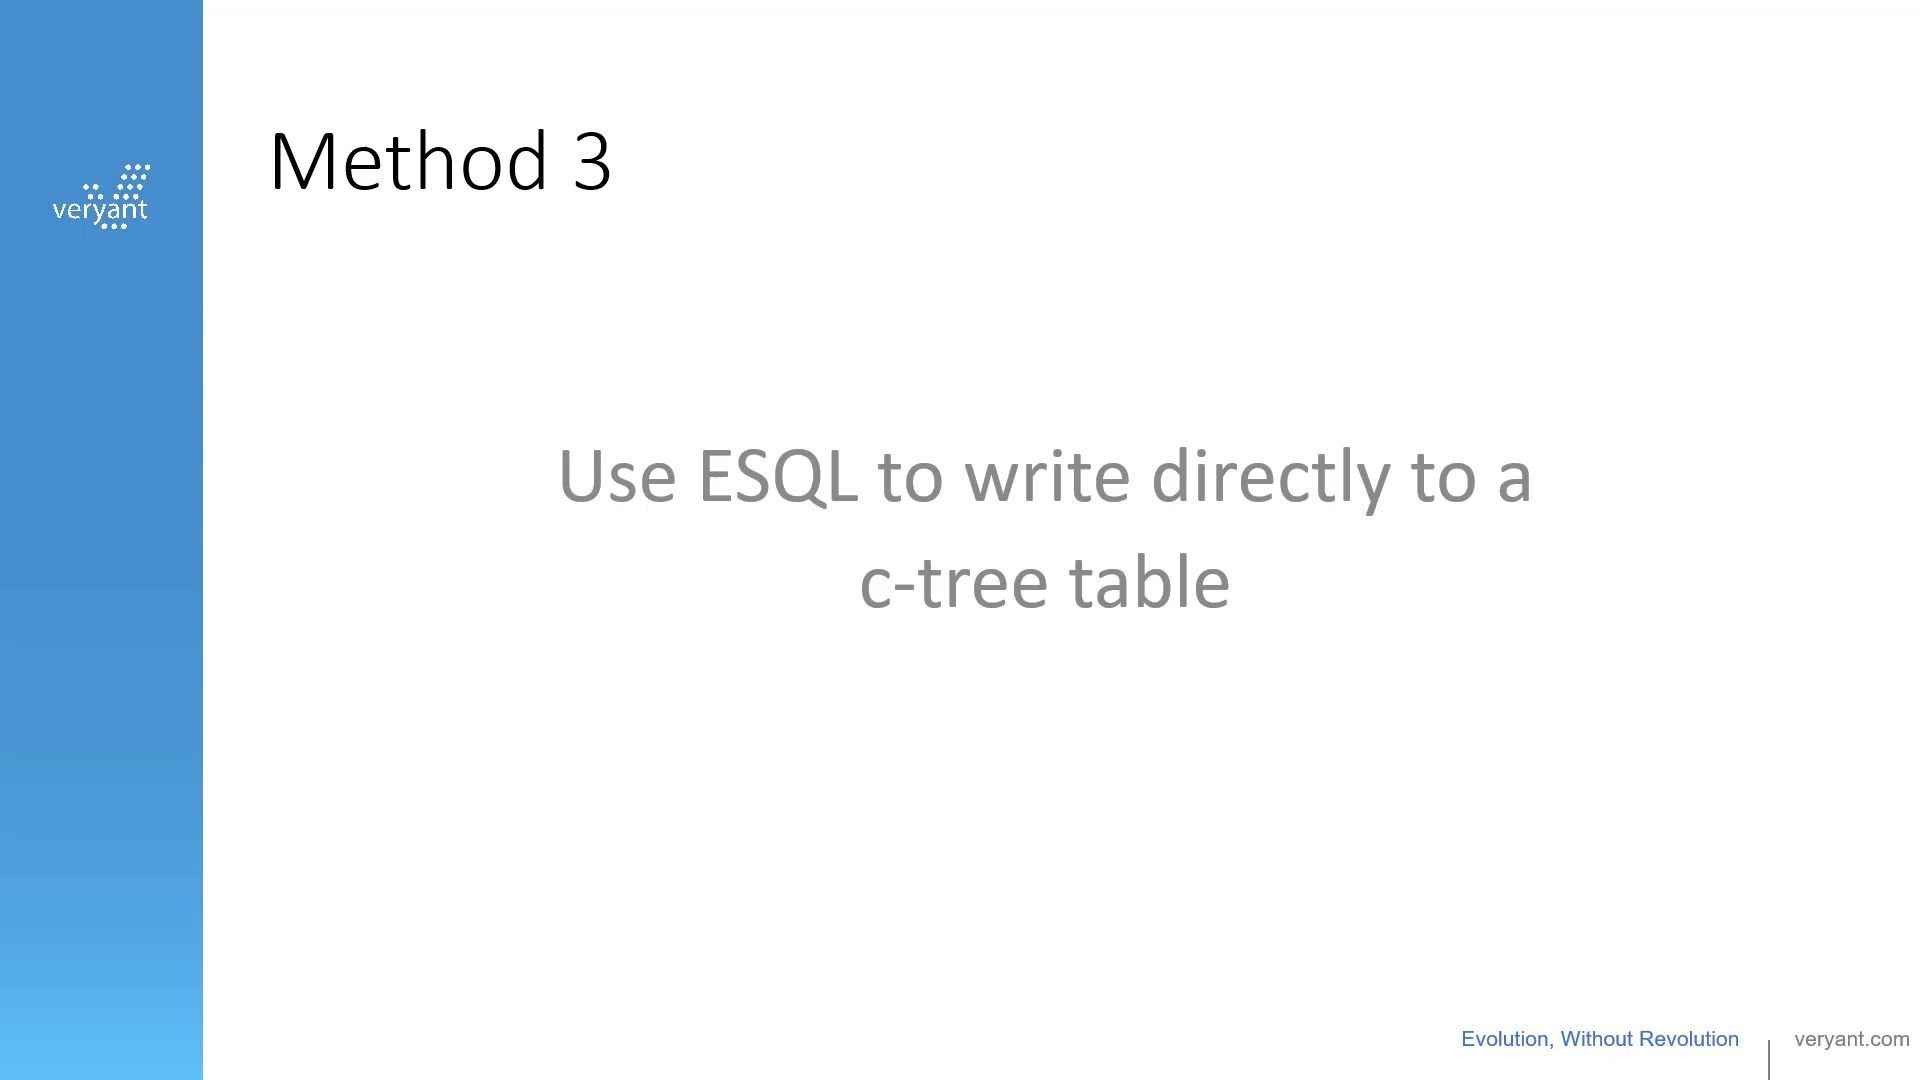 veryant
Method 3
Use ESQL to write directly to a
c-tree table
Evolution, Without Revolution
veryant.com